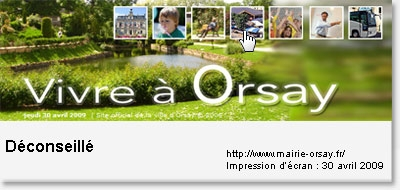 Vivre à Orsay
jeudi 30 avril 2009 | Site officiel de la ville d'Orsay © 2008
Déconseillé
http://www.mairie-orsay.fr/
Impression d'écran : 30 avril 2009